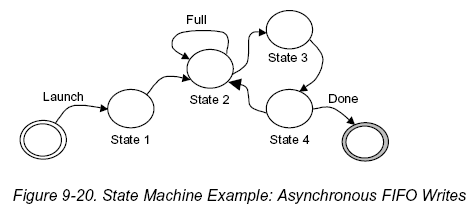 Full
State 3
Launch
State 2
Done
State 1
State 4
Figure 9-20. State Machine Example: Asynchronous FIFO Writes